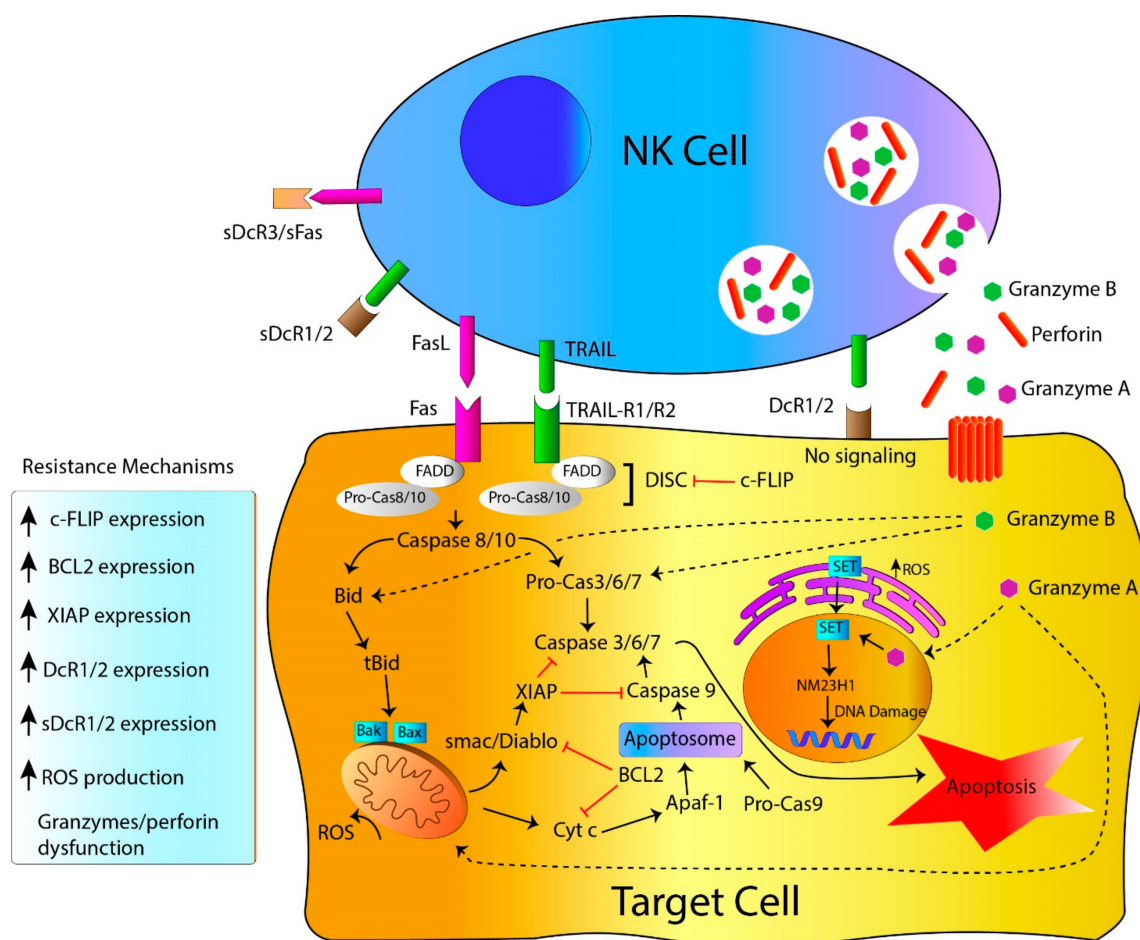 NK Cell
sDcR3/sFas
sDcR1/2
FasL
TRAIL
Fas
TRAIL-R1/R2
DcR1/2
No signaling
Granzyme B
Perforin
Granzyme A
FADD
FADD
Pro-Cas8/10
Pro-Cas8/10
DISC
c-FLIP
Caspase 8/10
Granzyme B
Bid
Pro-Cas3/6/7
SET
ROS
Granzyme A
Caspase 3/6/7
SET
tBid
XIAP
Caspase 9
NM23H1
DNA Damage
Bak
Bax
smac/Diablo
Apoptosome
BCL2
Apaf-1
Pro-Cas9
Apoptosis
ROS
Cyt c
Target Cell
Resistance Mechanisms
c-FLIP expression
BCL2 expression
XIAP expression
DcR1/2 expression
sDcR1/2 expression
ROS production
Granzymes/perforin
dysfunction